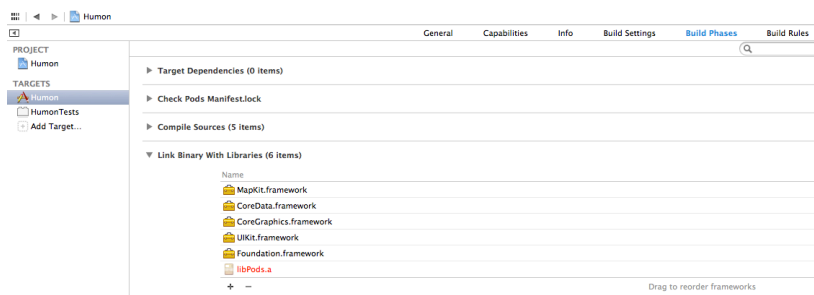 Humon
General Capabilities Info Build Settings Build Phases Build Rules
PROJECT
Humon
TARGETS
Humon
HumonTests
Add Target...
Target Dependencies (0 items)
Check Pods Manifest.lock
Compile Sources (5 items)
Link Binary With Libraries (6 items)
Name
MapKit.framework
CoreData.framework
CoreGraphics.framework
UIKit.framework
Foundation.framework
libPods.a
+ −
Drag to reorder frameworks